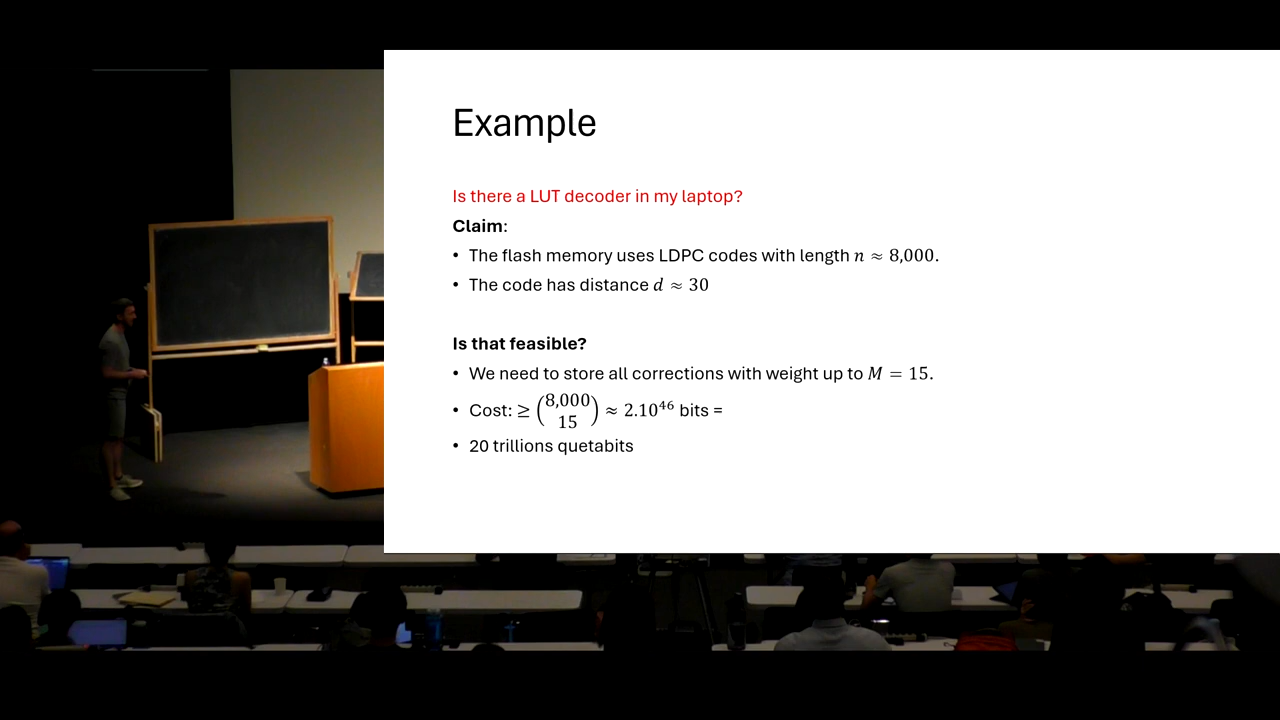 Example
Is there a LUT decoder in my laptop?
Claim:
• The flash memory uses LDPC codes with length n ≈ 8,000.
• The code has distance d ≈ 30
Is that feasible?
• We need to store all corrections with weight up to M = 15.
• Cost: ≥ (8,000 15) ≈ 2.10⁴⁶ bits =
• 20 trillions quetabits